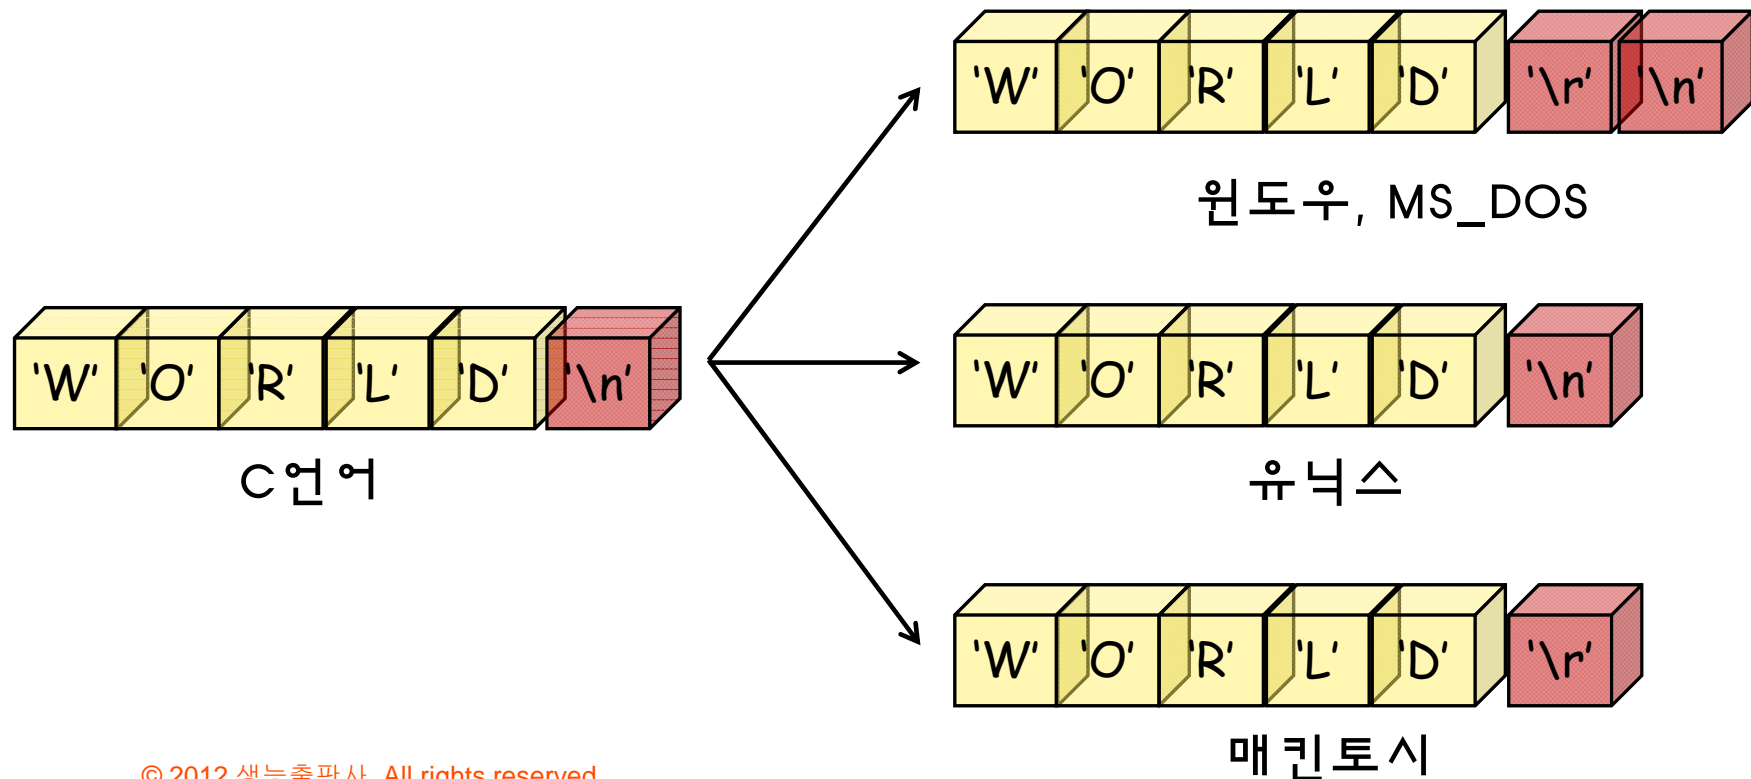 'W' 'O' 'R' 'L' 'D' '\r' '\n'
윈도우, MS_DOS
'W' 'O' 'R' 'L' 'D' '\n'
C언어
'W' 'O' 'R' 'L' 'D' '\n'
유닉스
'W' 'O' 'R' 'L' 'D' '\r'
매킨토시
© 2012 생능출판사 All rights reserved